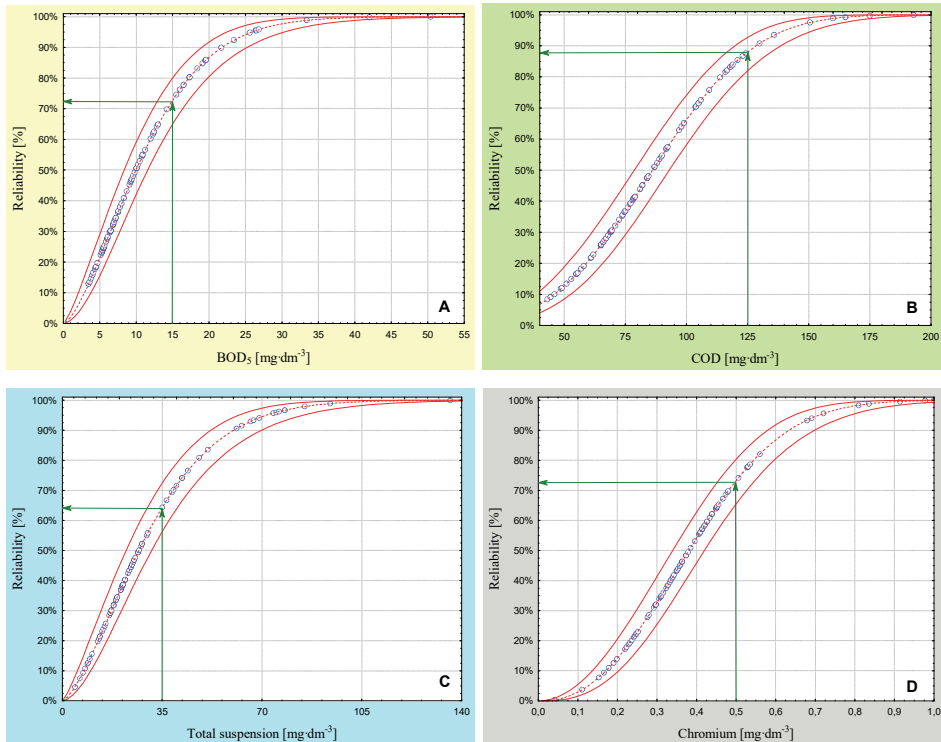 100%
90%
80%
70%
60%
50%
40%
30%
20%
10%
0%
Reliability [%]
0 5 10 15 20 25 30 35 40 45 50 55
BOD₅ [mg·dm⁻³]
A
100%
90%
80%
70%
60%
50%
40%
30%
20%
10%
0%
Reliability [%]
50 75 100 125 150 175 200
COD [mg·dm⁻³]
B
100%
90%
80%
70%
60%
50%
40%
30%
20%
10%
0%
Reliability [%]
0 35 70 105 140
Total suspension [mg·dm⁻³]
C
100%
90%
80%
70%
60%
50%
40%
30%
20%
10%
0%
Reliability [%]
0,0 0,1 0,2 0,3 0,4 0,5 0,6 0,7 0,8 0,9 1,0
Chromium [mg·dm⁻³]
D